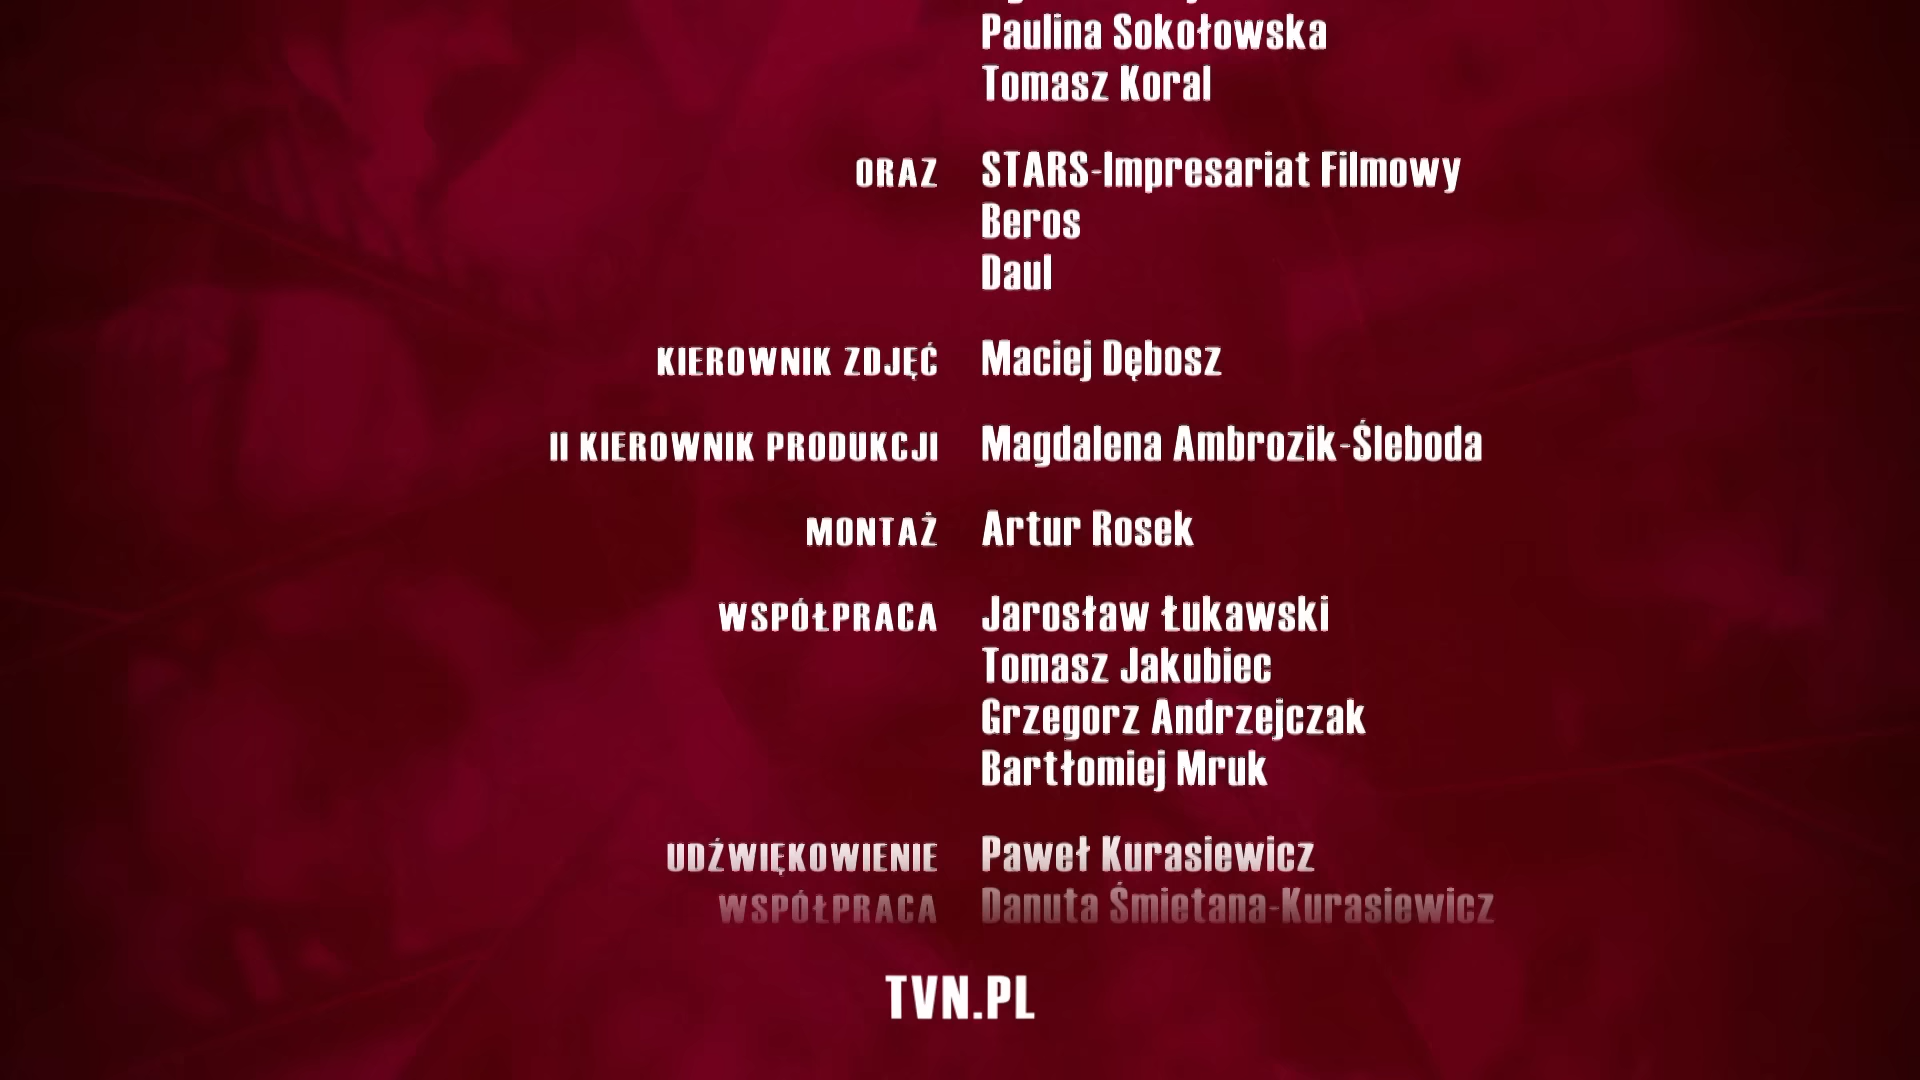 Paulina Sokołowska
Tomasz Koral
ORAZ STARS-Impresariat Filmowy
Beros
Daul
KIEROWNIK ZDJĘĆ Maciej Dębosz
II KIEROWNIK PRODUKCJI Magdalena Ambrozik-Śleboda
MONTAŻ Artur Rosek
WSPÓŁPRACA Jarosław Łukawski
Tomasz Jakubiec
Grzegorz Andrzejczak
Bartłomiej Mruk
UDŹWIĘKOWIENIE Paweł Kurasiewicz
WSPÓŁPRACA Danuta Śmietana-Kurasiewicz
TVN.PL